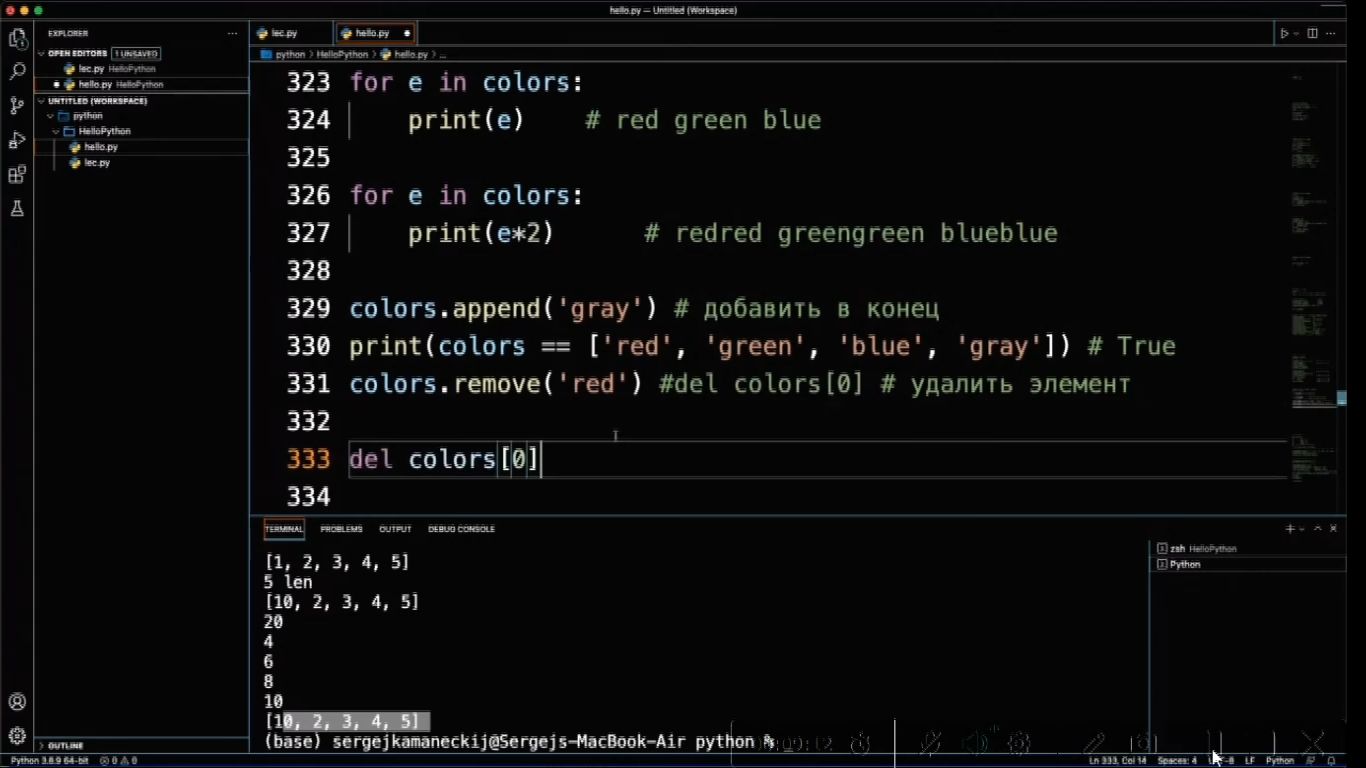 hello.py — Untitled (Workspace)
EXPLORER
lec.py
hello.py
OPEN EDITORS 1 UNSAVED
python > HelloPython > hello.py > ...
lec.py HelloPython
hello.py HelloPython
UNTITLED (WORKSPACE)
python
HelloPython
hello.py
lec.py
323 for e in colors:
324 print(e) # red green blue
325
326 for e in colors:
327 print(e*2) # redred greengreen blueblue
328
329 colors.append('gray') # добавить в конец
330 print(colors == ['red', 'green', 'blue', 'gray']) # True
331 colors.remove('red') #del colors[0] # удалить элемент
332
333 del colors[0]
334
TERMINAL PROBLEMS OUTPUT DEBUG CONSOLE
[1, 2, 3, 4, 5]
5 len
[10, 2, 3, 4, 5]
20
4
6
8
10
[10, 2, 3, 4, 5]
(base) sergejkamaneckij@Sergejs-MacBook-Air python %
zsh HelloPython
Python
OUTLINE
Python 3.8.9 64-bit 0 0
Ln 333, Col 14 Spaces: 4 UTF-8 LF Python